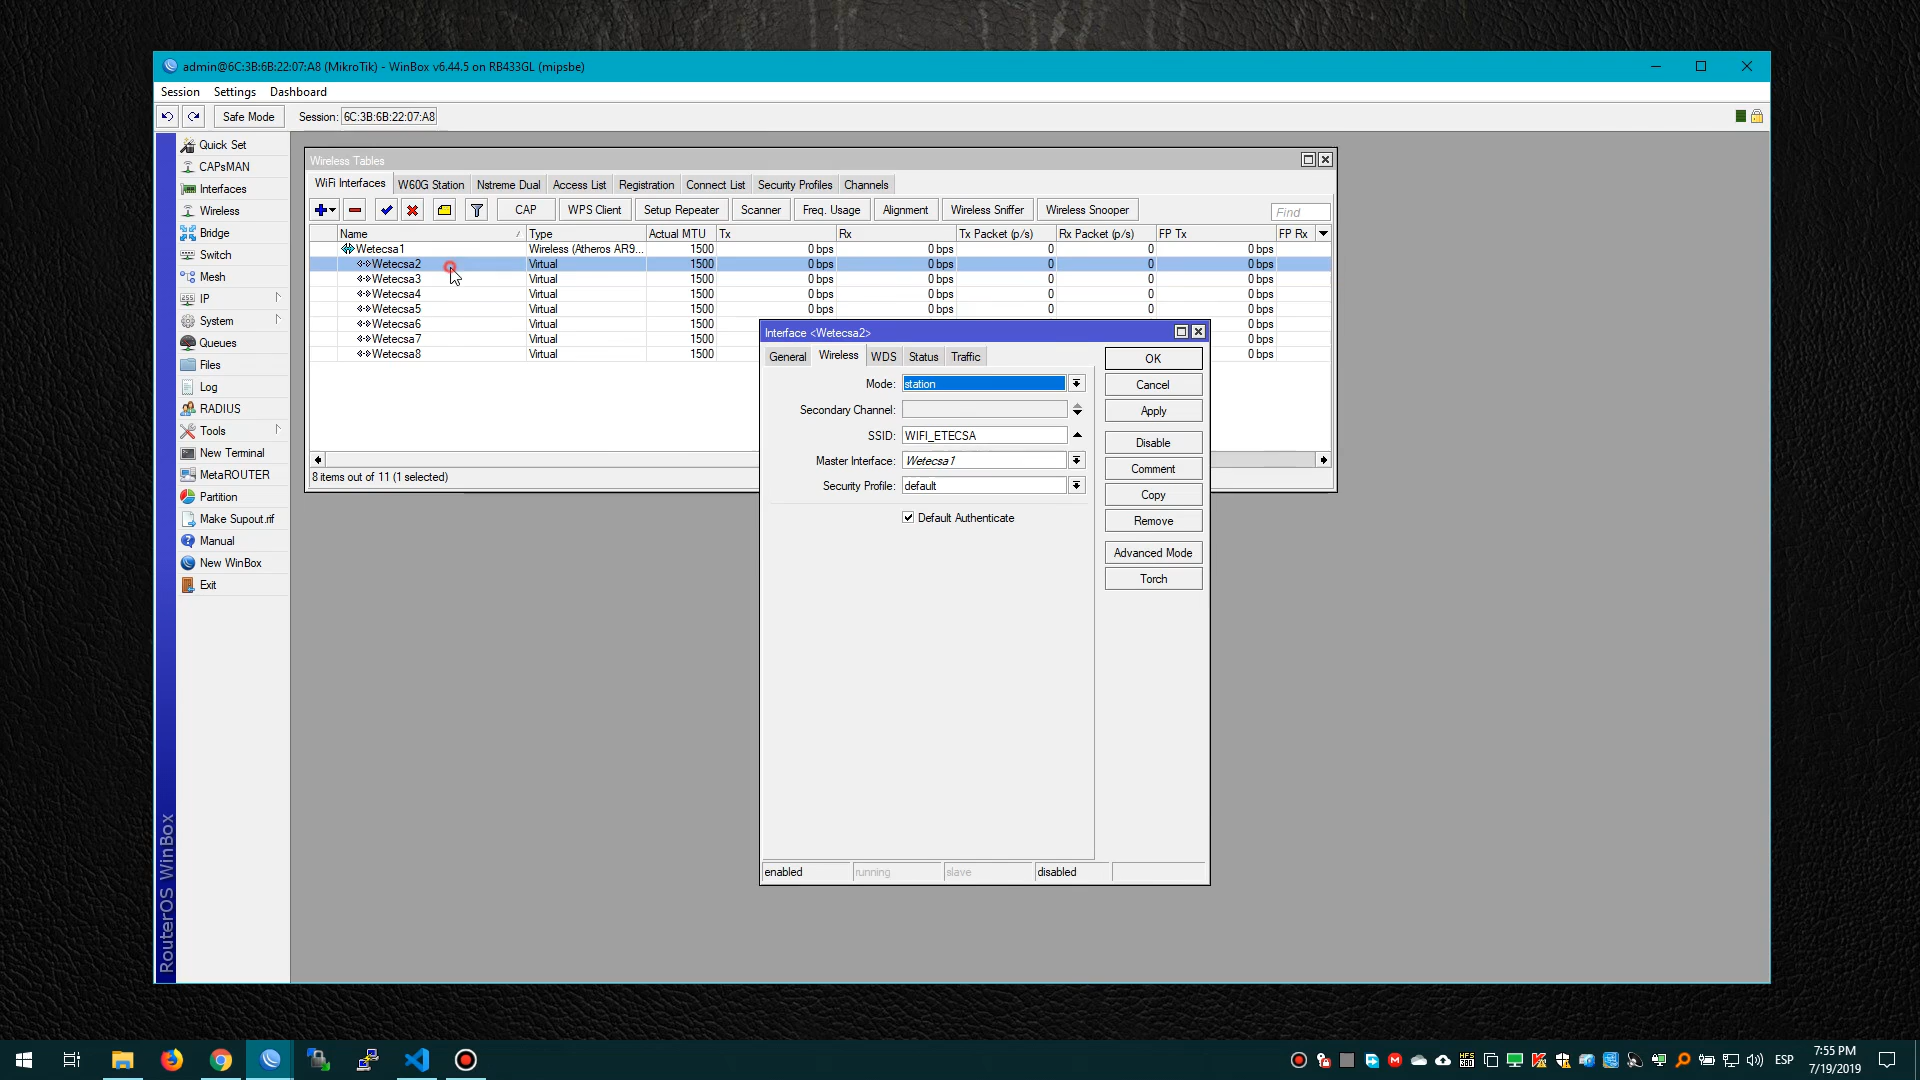 admin@6C:3B:6B:22:07:A8 (MikroTik) - WinBox v6.44.5 on RB433GL (mipsbe)
Session Settings Dashboard
Safe Mode Session: 6C:3B:6B:22:07:A8
Quick Set
CAPsMAN
Interfaces
Wireless
Bridge
Switch
Mesh
IP
System
Queues
Files
Log
RADIUS
Tools
New Terminal
MetaROUTER
Partition
Make Supout.rif
Manual
New WinBox
Exit
RouterOS WinBox
Wireless Tables
WiFi Interfaces W60G Station Nstreme Dual Access List Registration Connect List Security Profiles Channels
CAP WPS Client Setup Repeater Scanner Freq. Usage Alignment Wireless Sniffer Wireless Snooper Find
Name / Type Actual MTU Tx Rx Tx Packet (p/s) Rx Packet (p/s) FP Tx FP Rx
Wetecsa1 Wireless (Atheros AR9... 1500 0 bps 0 bps 0 0 0 bps
Wetecsa2 Virtual 1500 0 bps 0 bps 0 0 0 bps
Wetecsa3 Virtual 1500 0 bps 0 bps 0 0 0 bps
Wetecsa4 Virtual 1500 0 bps 0 bps 0 0 0 bps
Wetecsa5 Virtual 1500 0 bps 0 bps 0 0 0 bps
Wetecsa6 Virtual 1500 0 bps
Wetecsa7 Virtual 1500 0 bps
Wetecsa8 Virtual 1500 0 bps
8 items out of 11 (1 selected)
Interface <Wetecsa2>
General Wireless WDS Status Traffic
Mode: station
Secondary Channel:
SSID: WIFI_ETECSA
Master Interface: Wetecsa1
Security Profile: default
Default Authenticate
OK
Cancel
Apply
Disable
Comment
Copy
Remove
Advanced Mode
Torch
enabled running slave disabled
ESP
7:55 PM
7/19/2019